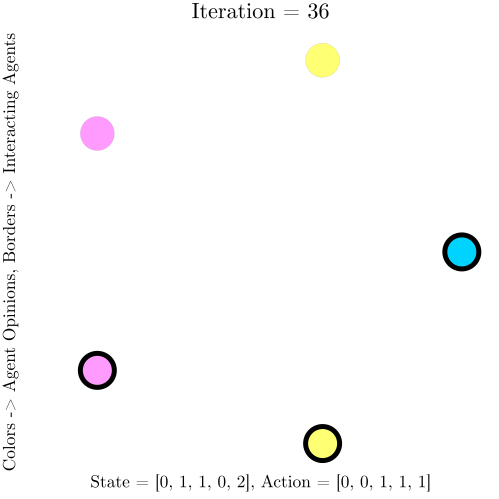 Iteration = 36
Colors -> Agent Opinions, Borders -> Interacting Agents
State = [0, 1, 1, 0, 2], Action = [0, 0, 1, 1, 1]